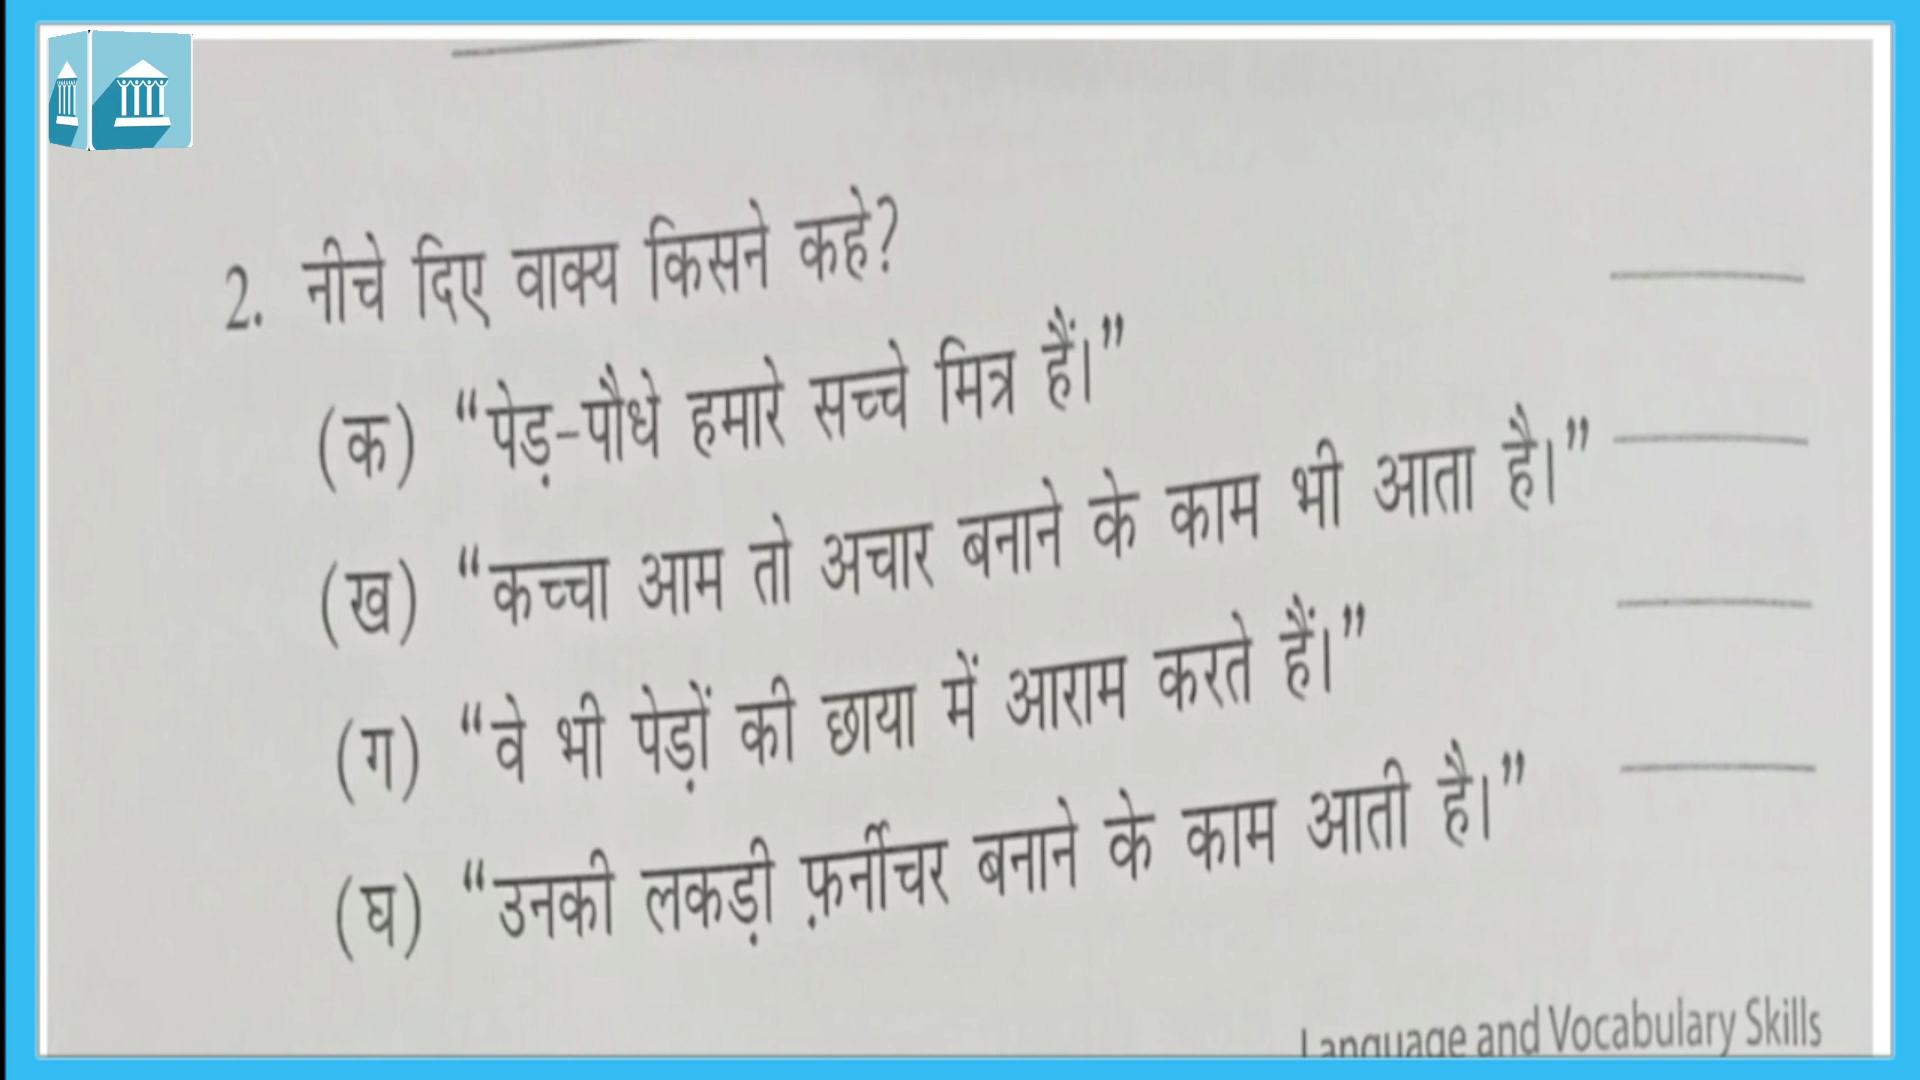 2. नीचे दिए वाक्य किसने कहे?
(क) “पेड़-पौधे हमारे सच्चे मित्र हैं।”
(ख) “कच्चा आम तो अचार बनाने के काम भी आता है।”
(ग) “वे भी पेड़ों की छाया में आराम करते हैं।”
(घ) “उनकी लकड़ी फ़र्नीचर बनाने के काम आती है।”
Language and Vocabulary Skills